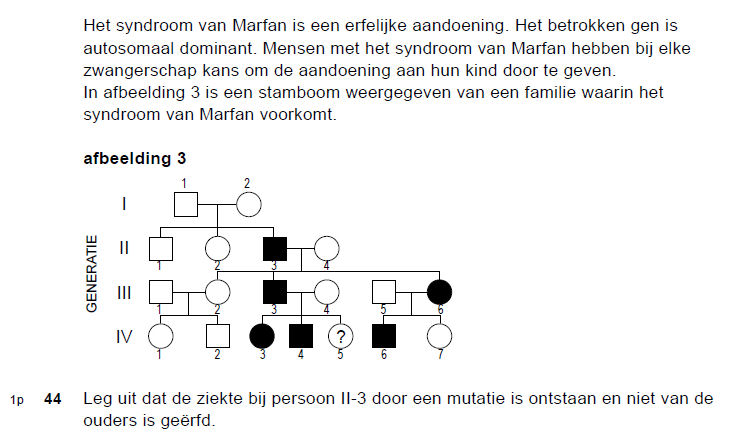 Het syndroom van Marfan is een erfelijke aandoening. Het betrokken gen is
autosomaal dominant. Mensen met het syndroom van Marfan hebben bij elke
zwangerschap kans om de aandoening aan hun kind door te geven.
In afbeelding 3 is een stamboom weergegeven van een familie waarin het
syndroom van Marfan voorkomt.
afbeelding 3
1 2
I
GENERATIE
II
1 2 3 4
III
1 2 3 4 5 6
IV
?
1 2 3 4 5 6 7
1p 44 Leg uit dat de ziekte bij persoon II-3 door een mutatie is ontstaan en niet van de
ouders is geërfd.